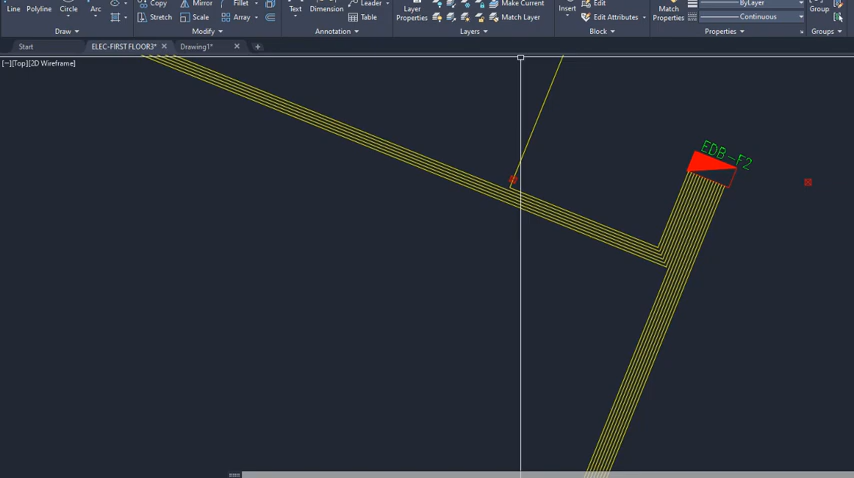 Line Polyline Circle Arc
Copy Mirror Fillet
Stretch Scale Array
Text Dimension Leader
Table
Layer Properties Make Current
Match Layer
Insert Edit
Edit Attributes
Match Properties ByLayer
Continuous
Group
Draw Modify Annotation Layers Block Properties Groups
Start ELEC-FIRST FLOOR3* Drawing1*
[−][Top][2D Wireframe]
EDB-F2